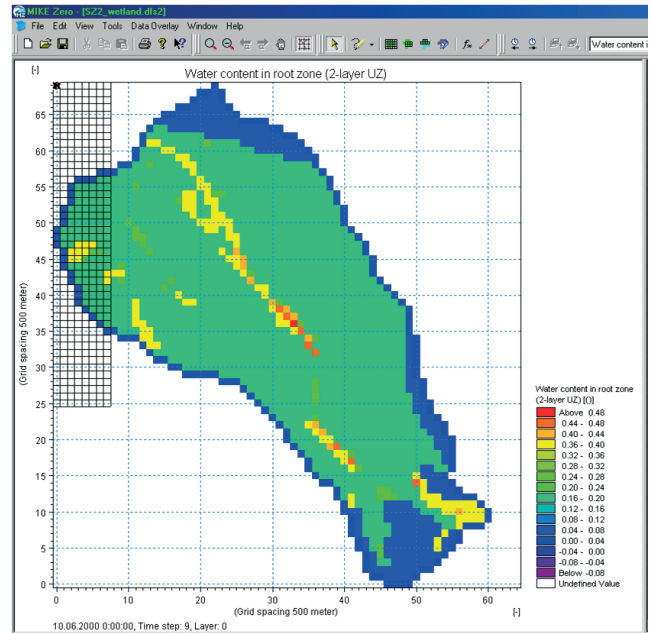 MIKE Zero - [SZ2_wetland.dfs2]
File Edit View Tools Data Overlay Window Help
Water content i
[-]
Water content in root zone (2-layer UZ)
65
60
55
50
45
40
35
30
25
20
15
10
5
0
(Grid spacing 500 meter)
0 10 20 30 40 50 60
(Grid spacing 500 meter)
[-]
10.06.2000 0:00:00, Time step: 9, Layer: 0
Water content in root zone
(2-layer UZ) [()]
Above 0.48
0.44 - 0.48
0.40 - 0.44
0.36 - 0.40
0.32 - 0.36
0.28 - 0.32
0.24 - 0.28
0.20 - 0.24
0.16 - 0.20
0.12 - 0.16
0.08 - 0.12
0.04 - 0.08
0.00 - 0.04
-0.04 - 0.00
-0.08 - -0.04
Below -0.08
Undefined Value